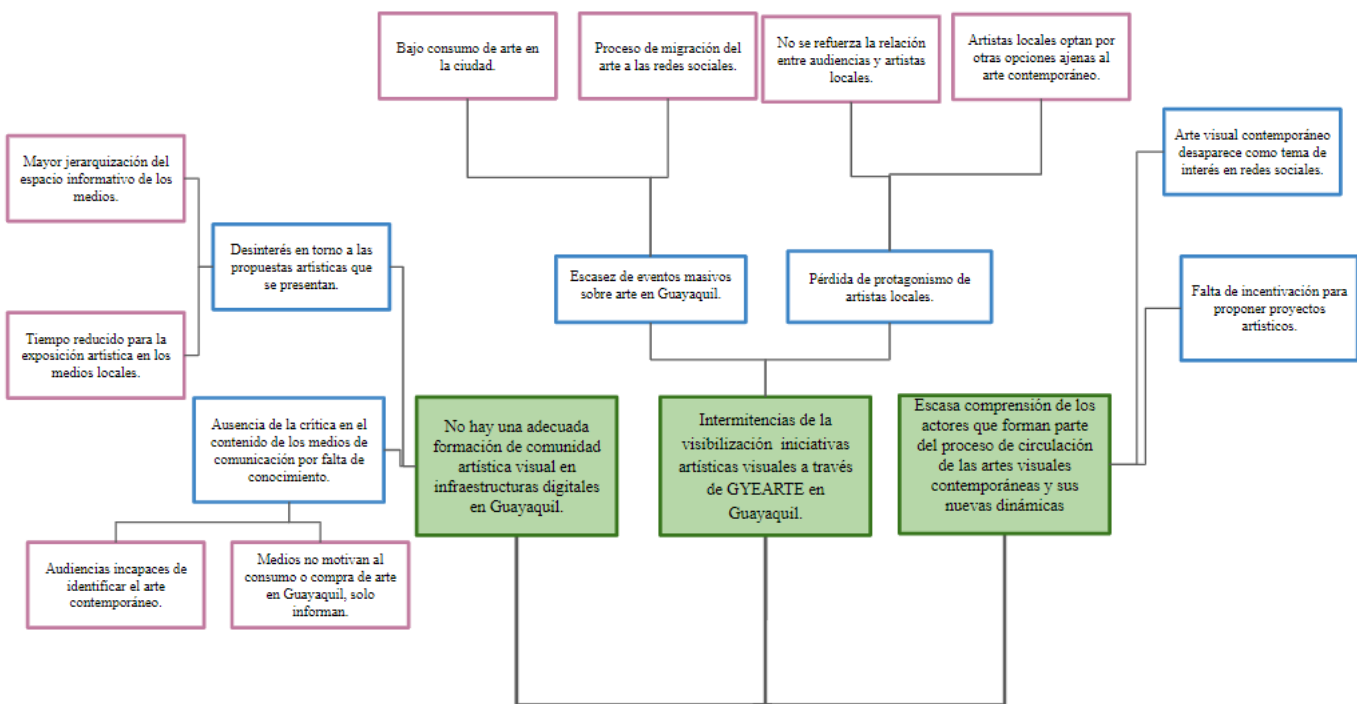 Bajo consumo de arte en
la ciudad.
Proceso de migración del
arte a las redes sociales.
No se refuerza la relación
entre audiencias y artistas
locales.
Artistas locales optan por
otras opciones ajenas al
arte contemporáneo.
Mayor jerarquización del
espacio informativo de los
medios.
Arte visual contemporáneo
desaparece como tema de
interés en redes sociales.
Desinterés en torno a las
propuestas artísticas que
se presentan.
Escasez de eventos masivos
sobre arte en Guayaquil.
Pérdida de protagonismo de
artistas locales.
Falta de incentivación para
proponer proyectos
artísticos.
Tiempo reducido para la
exposición artística en los
medios locales.
Ausencia de la crítica en el
contenido de los medios de
comunicación por falta de
conocimiento.
No hay una adecuada
formación de comunidad
artística visual en
infraestructuras digitales
en Guayaquil.
Intermitencias de la
visibilización iniciativas
artísticas visuales a través
de GYEARTE en
Guayaquil.
Escasa comprensión de los
actores que forman parte
del proceso de circulación
de las artes visuales
contemporáneas y sus
nuevas dinámicas
Audiencias incapaces de
identificar el arte
contemporáneo.
Medios no motivan al
consumo o compra de arte
en Guayaquil, solo
informan.